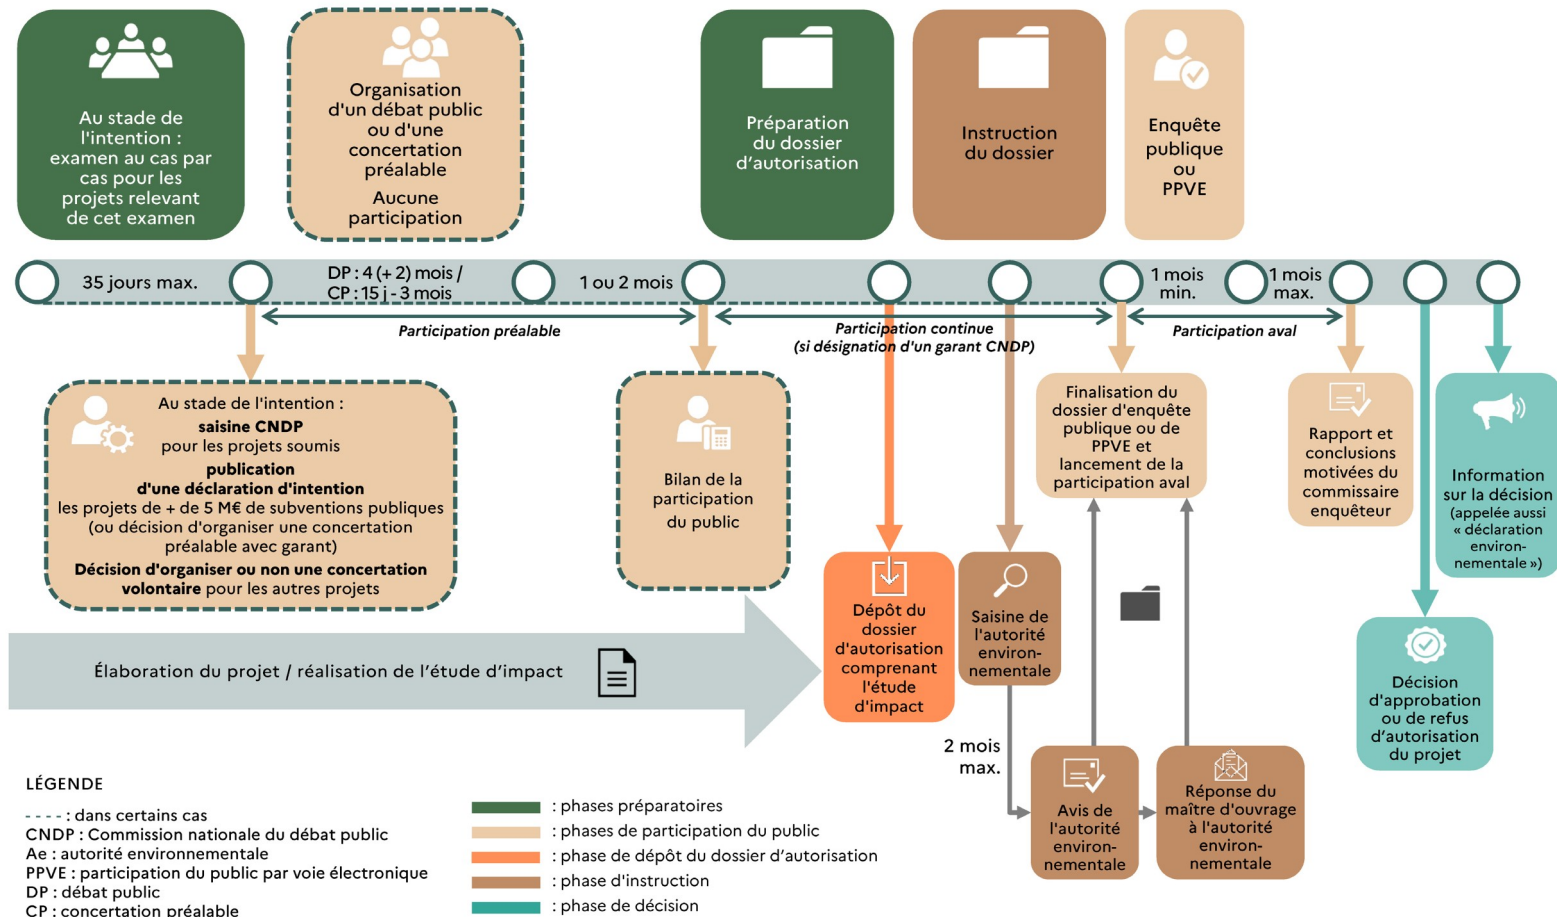 Au stade de
l'intention :
examen au cas par
cas pour les
projets relevant
de cet examen
Organisation
d'un débat public
ou d'une
concertation
préalable
Aucune
participation
Préparation
du dossier
d’autorisation
Instruction
du dossier
Enquête
publique
ou
PPVE
35 jours max.
DP : 4 (+ 2) mois /
CP : 15 j - 3 mois
1 ou 2 mois
1 mois
min.
1 mois
max.
Participation préalable
Participation continue
(si désignation d'un garant CNDP)
Participation aval
Au stade de l'intention :
saisine CNDP
pour les projets soumis
publication
d'une déclaration d'intention
les projets de + de 5 M€ de subventions publiques
(ou décision d'organiser une concertation
préalable avec garant)
Décision d'organiser ou non une concertation
volontaire pour les autres projets
Bilan de la
participation
du public
Finalisation du
dossier d'enquête
publique ou de
PPVE et
lancement de la
participation aval
Rapport et
conclusions
motivées du
commissaire
enquêteur
Information
sur la décision
(appelée aussi
« déclaration
environ-
nementale »)
Élaboration du projet / réalisation de l’étude d’impact
Dépôt du
dossier
d'autorisation
comprenant
l'étude
d'impact
Saisine de
l'autorité
environ-
nementale
Décision
d'approbation
ou de refus
d’autorisation
du projet
2 mois
max.
Avis de
l'autorité
environ-
nementale
Réponse du
maître d'ouvrage
à l'autorité
environ-
nementale
LÉGENDE
- - - - : dans certains cas
CNDP : Commission nationale du débat public
Ae : autorité environnementale
PPVE : participation du public par voie électronique
DP : débat public
CP : concertation préalable
: phases préparatoires
: phases de participation du public
: phase de dépôt du dossier d’autorisation
: phase d'instruction
: phase de décision